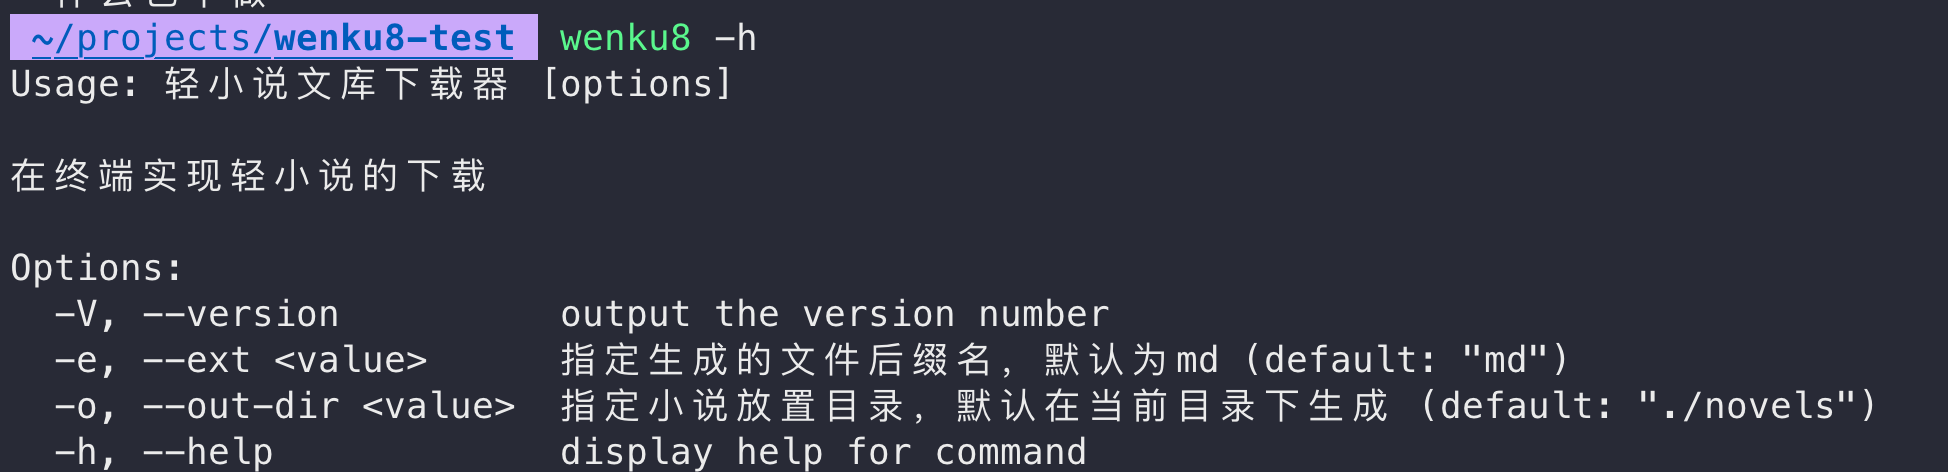 ~/projects/wenku8-test wenku8 -h
Usage: 轻小说文库下载器 [options]
在终端实现轻小说的下载
Options:
-V, --version output the version number
-e, --ext <value> 指定生成的文件后缀名，默认为md (default: "md")
-o, --out-dir <value> 指定小说放置目录，默认在当前目录下生成 (default: "./novels")
-h, --help display help for command